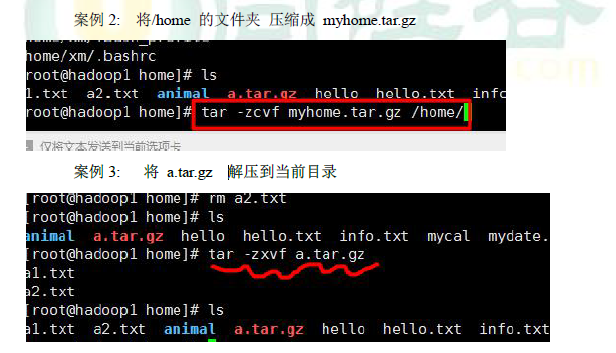 案例 2: 将/home 的文件夹 压缩成 myhome.tar.gz
home/xm/.bashrc
[root@hadoop1 home]# ls
a1.txt a2.txt animal a.tar.gz hello hello.txt info
[root@hadoop1 home]# tar -zcvf myhome.tar.gz /home/
仅将文本发送到当前选项卡
案例 3: 将 a.tar.gz 解压到当前目录
[root@hadoop1 home]# rm a2.txt
[root@hadoop1 home]# ls
animal a.tar.gz hello hello.txt info.txt mycal mydate.
[root@hadoop1 home]# tar -zxvf a.tar.gz
a1.txt
a2.txt
[root@hadoop1 home]# ls
a1.txt a2.txt animal a.tar.gz hello hello.txt info.txt